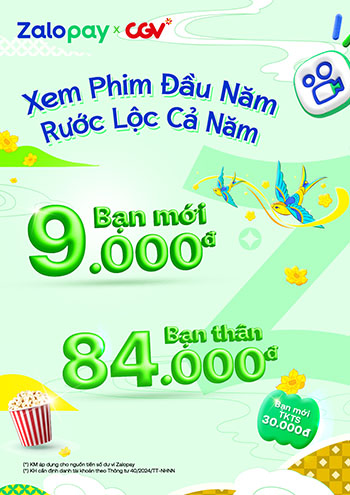 Zalopay x CGV*
Xem Phim Đầu Năm
Rước Lộc Cả Năm
Bạn mới
9.000đ
Bạn thân
84.000đ
Bạn mới
TKTS
30.000đ
(*) KM áp dụng cho nguồn tiền số dư ví Zalopay
(*) KH cần định danh tài khoản theo Thông tư 40/2024/TT-NHNN